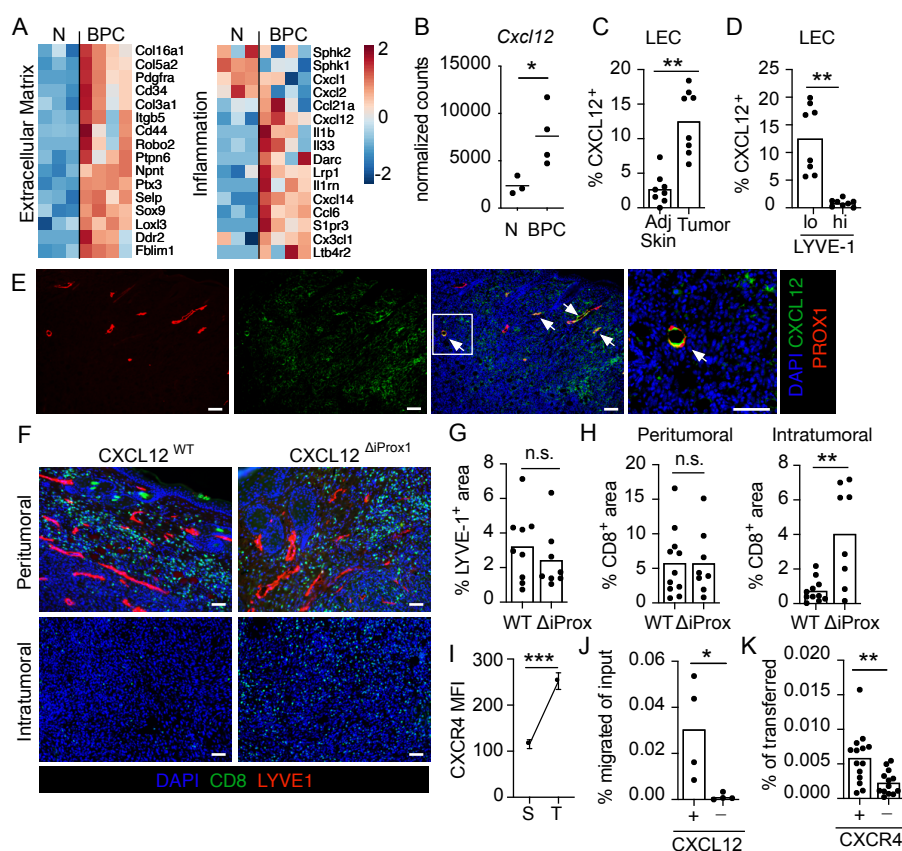 A
N BPC
Extracellular Matrix
Col16a1
Col5a2
Pdgfra
Cd34
Col3a1
Itgb5
Cd44
Robo2
Ptpn6
Npnt
Ptx3
Selp
Sox9
Loxl3
Ddr2
Fblim1
N BPC
Inflammation
Sphk2
Sphk1
Cxcl1
Cxcl2
Ccl21a
Cxcl12
Il1b
Il33
Darc
Lrp1
Il1rn
Cxcl14
Ccl6
S1pr3
Cx3cl1
Ltb4r2
2
0
-2
B
Cxcl12
*
normalized counts
15000
10000
5000
0
N BPC
C
LEC
**
% CXCL12+
20
15
10
5
0
Adj Tumor
Skin
D
LEC
**
% CXCL12+
25
20
15
10
5
0
lo hi
LYVE-1
E
DAPI CXCL12
PROX1
F
CXCL12 WT
CXCL12 ΔiProx1
Peritumoral
Intratumoral
DAPI CD8 LYVE1
G
n.s.
% LYVE-1+ area
8
6
4
2
0
WT ΔiProx
H
Peritumoral
n.s.
% CD8+ area
20
15
10
5
0
WT ΔiProx
Intratumoral
**
% CD8+ area
8
6
4
2
0
WT ΔiProx
I
***
CXCR4 MFI
300
200
100
S T
J
*
% migrated of input
0.06
0.04
0.02
0.00
+ −
CXCL12
K
**
% of transferred
0.020
0.015
0.010
0.005
0.000
+ −
CXCR4